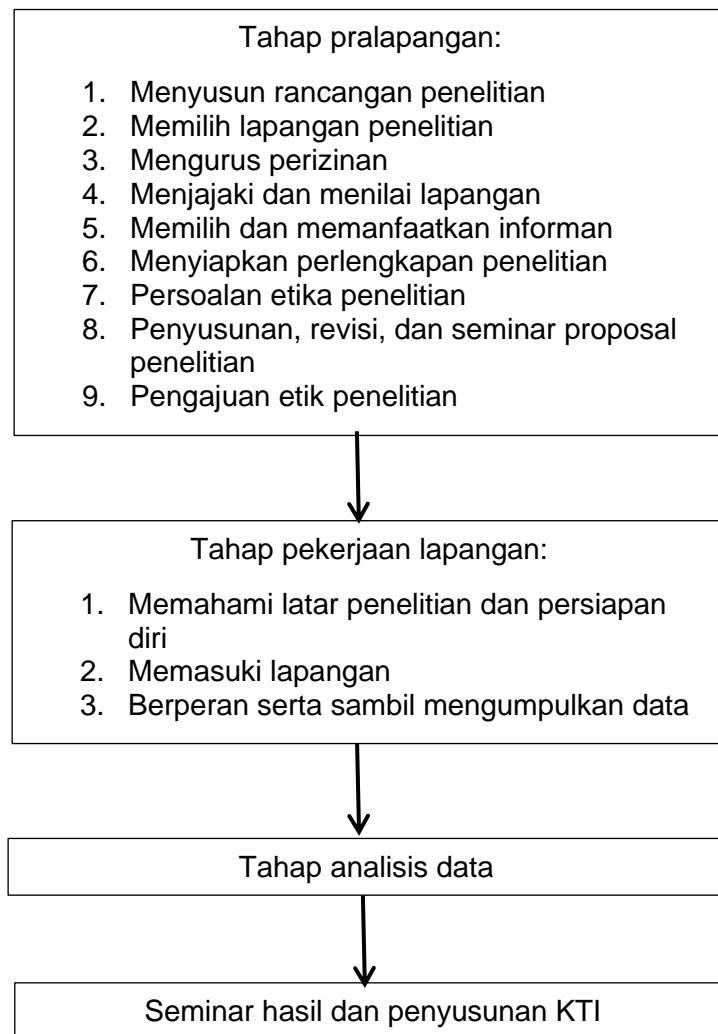 Tahap pralapangan:
1. Menyusun rancangan penelitian
2. Memilih lapangan penelitian
3. Mengurus perizinan
4. Menjajaki dan menilai lapangan
5. Memilih dan memanfaatkan informan
6. Menyiapkan perlengkapan penelitian
7. Persoalan etika penelitian
8. Penyusunan, revisi, dan seminar proposal
penelitian
9. Pengajuan etik penelitian
Tahap pekerjaan lapangan:
1. Memahami latar penelitian dan persiapan
diri
2. Memasuki lapangan
3. Berperan serta sambil mengumpulkan data
Tahap analisis data
Seminar hasil dan penyusunan KTI